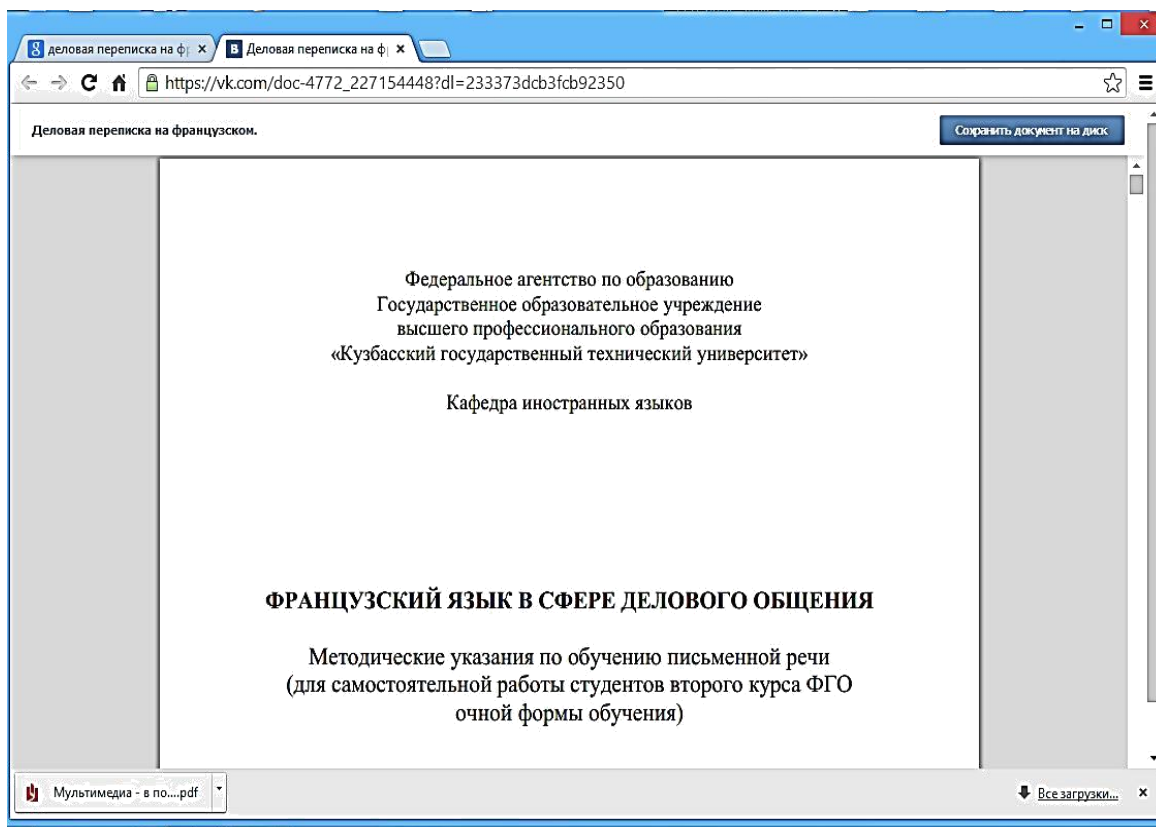 деловая переписка на ф
Деловая переписка на ф
https://vk.com/doc-4772_227154448?dl=233373dcb3fcb92350
Деловая переписка на французском.
Сохранить документ на диск
Федеральное агентство по образованию
Государственное образовательное учреждение
высшего профессионального образования
«Кузбасский государственный технический университет»
Кафедра иностранных языков
ФРАНЦУЗСКИЙ ЯЗЫК В СФЕРЕ ДЕЛОВОГО ОБЩЕНИЯ
Методические указания по обучению письменной речи
(для самостоятельной работы студентов второго курса ФГО
очной формы обучения)
Мультимедиа - в по....pdf
Все загрузки...